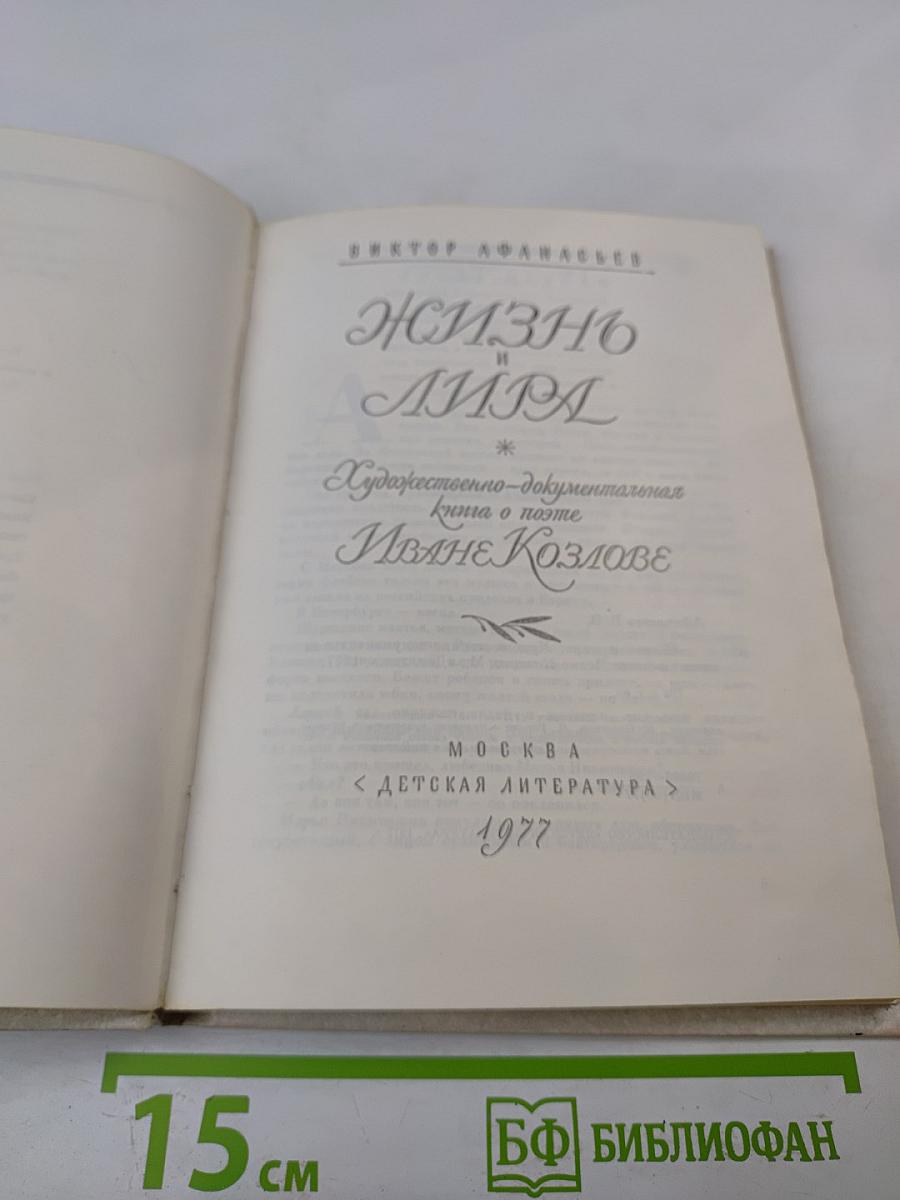 ВИКТОР АФАНАСЬЕВ
ЖИЗНЬ
И
ЛИРА
*
Художественно-документальная
книга о поэте
ИВАНЕ КОЗЛОВЕ
МОСКВА
<ДЕТСКАЯ ЛИТЕРАТУРА>
1977
15 см
БФ БИБЛИОФАН